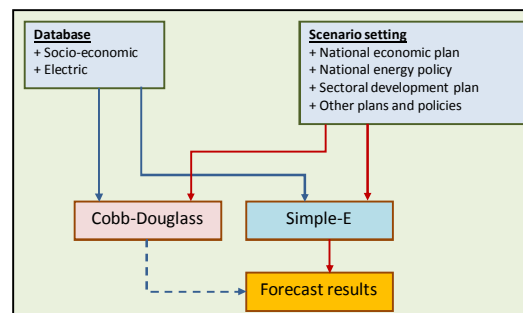 Database
+ Socio-economic
+ Electric
Scenario setting
+ National economic plan
+ National energy policy
+ Sectoral development plan
+ Other plans and policies
Cobb-Douglass
Simple-E
Forecast results